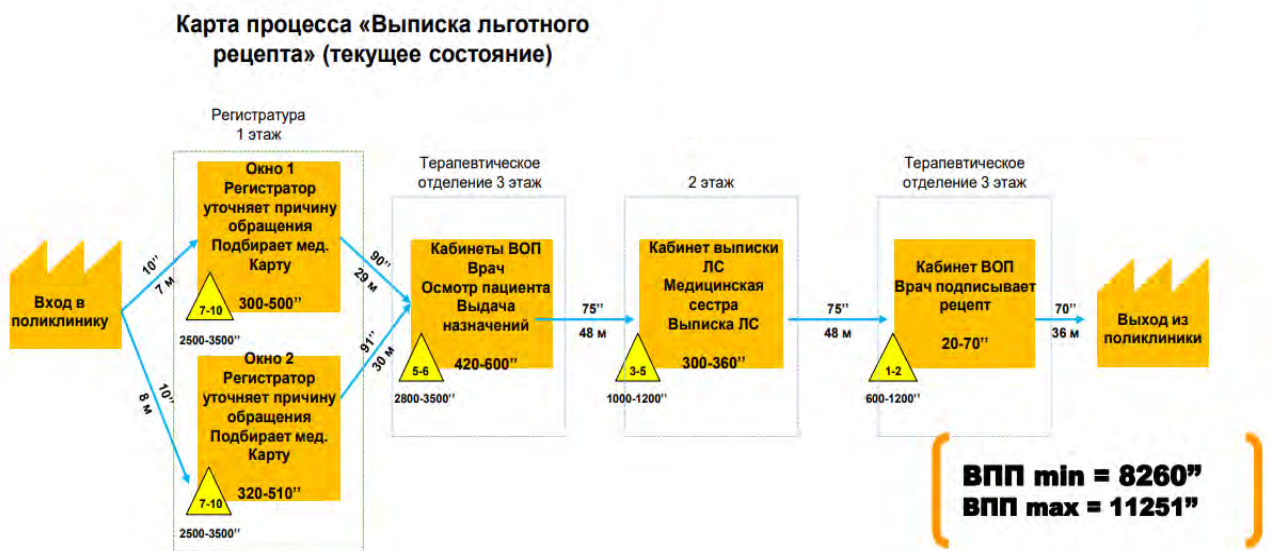 Карта процесса «Выписка льготного
рецепта» (текущее состояние)
Регистратура
1 этаж
Вход в
поликлинику
10’’
7 м
10’’
8 м
Окно 1
Регистратор
уточняет причину
обращения
Подбирает мед.
Карту
300-500’’
7-10
2500-3500’’
Окно 2
Регистратор
уточняет причину
обращения
Подбирает мед.
Карту
320-510’’
7-10
2500-3500’’
90’’
29 м
91’’
30 м
Терапевтическое
отделение 3 этаж
Кабинеты ВОП
Врач
Осмотр пациента
Выдача
назначений
420-600’’
5-6
2800-3500’’
75’’
48 м
2 этаж
Кабинет выписки
ЛС
Медицинская
сестра
Выписка ЛС
300-360’’
3-5
1000-1200’’
75’’
48 м
Терапевтическое
отделение 3 этаж
Кабинет ВОП
Врач подписывает
рецепт
20-70’’
1-2
600-1200’’
70’’
36 м
Выход из
поликлиники
ВПП min = 8260”
ВПП max = 11251”